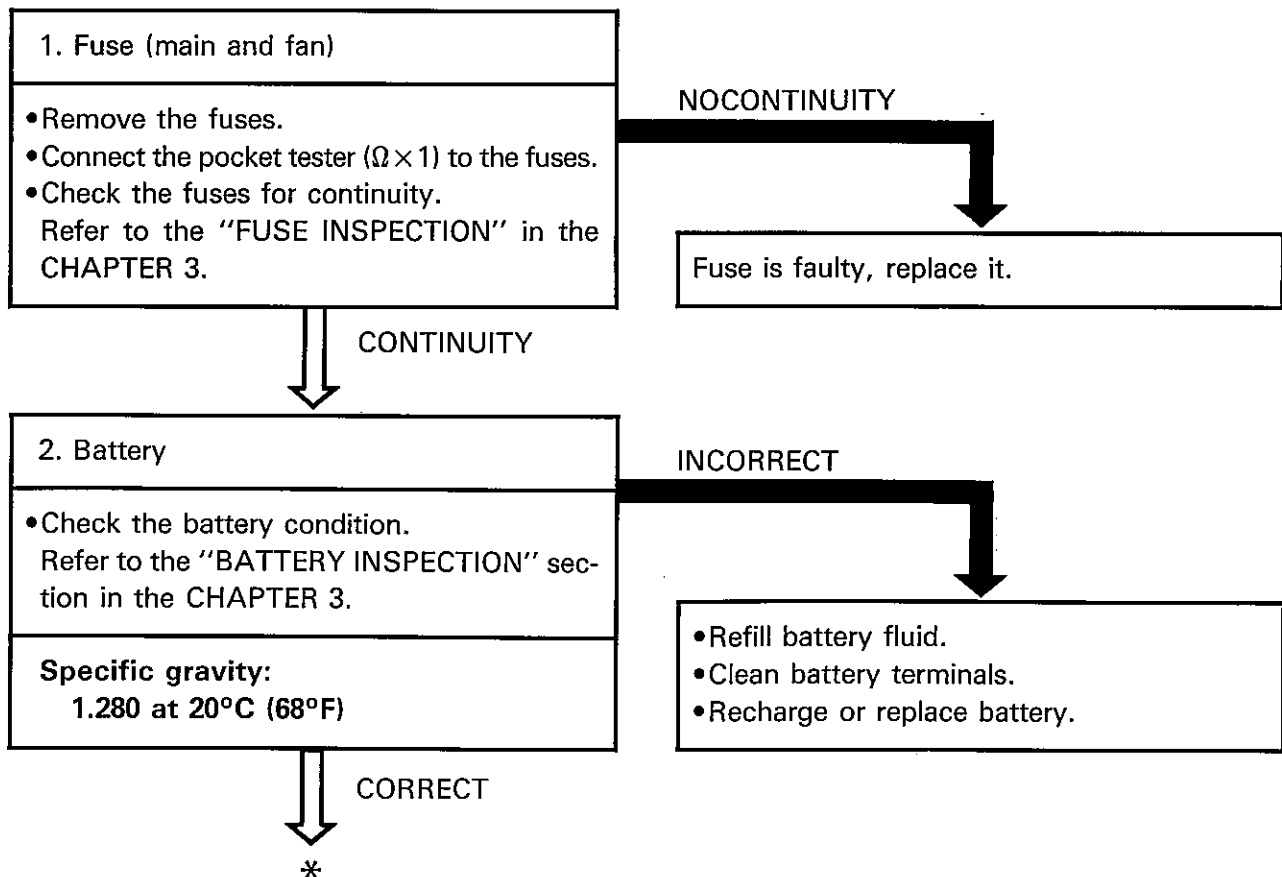 1. Fuse (main and fan)
•Remove the fuses.
•Connect the pocket tester (Ω×1) to the fuses.
•Check the fuses for continuity.
Refer to the "FUSE INSPECTION" in the
CHAPTER 3.
NOCONTINUITY
Fuse is faulty, replace it.
CONTINUITY
2. Battery
•Check the battery condition.
Refer to the "BATTERY INSPECTION" sec-
tion in the CHAPTER 3.
Specific gravity:
1.280 at 20°C (68°F)
INCORRECT
•Refill battery fluid.
•Clean battery terminals.
•Recharge or replace battery.
CORRECT
*